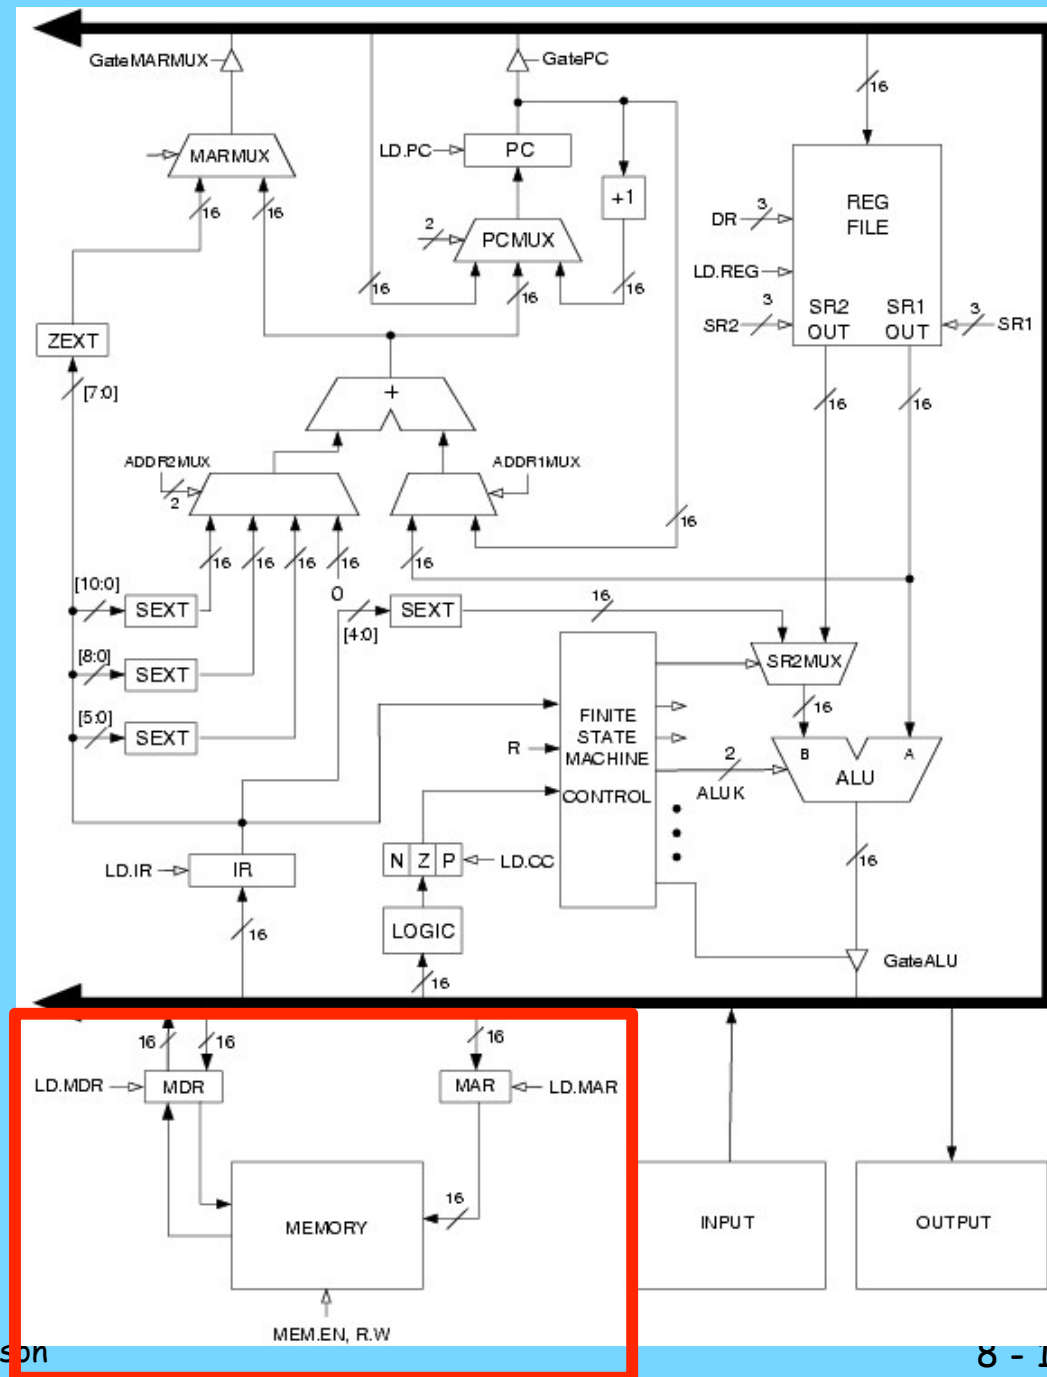 GateMARMUX
GatePC
16
MARMUX
LD.PC
PC
+1
REG
FILE
3
DR
2
PCMUX
16
16
LD.REG
16
16
16
3
SR2
SR2
OUT
SR1
OUT
3
SR1
ZEXT
[7:0]
+
16
16
ADDR2MUX
2
ADDR1MUX
16
16
16
16
16
16
[10:0]
SEXT
0
[4:0]
SEXT
16
[8:0]
SEXT
SR2MUX
[5:0]
SEXT
16
FINITE
STATE
MACHINE
CONTROL
R
2
ALUK
B
A
ALU
LD.IR
IR
N Z P
LD.CC
16
16
LOGIC
16
GateALU
16
16
16
LD.MDR
MDR
MAR
LD.MAR
16
MEMORY
INPUT
OUTPUT
MEM.EN, R.W
son
8 - 1